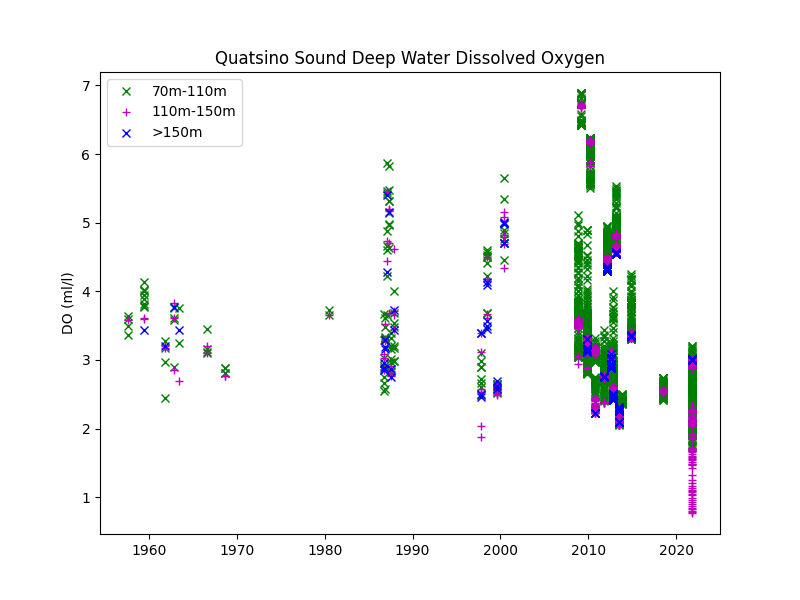 Quatsino Sound Deep Water Dissolved Oxygen
70m-110m
110m-150m
>150m
DO (ml/l)
7
6
5
4
3
2
1
1960 1970 1980 1990 2000 2010 2020